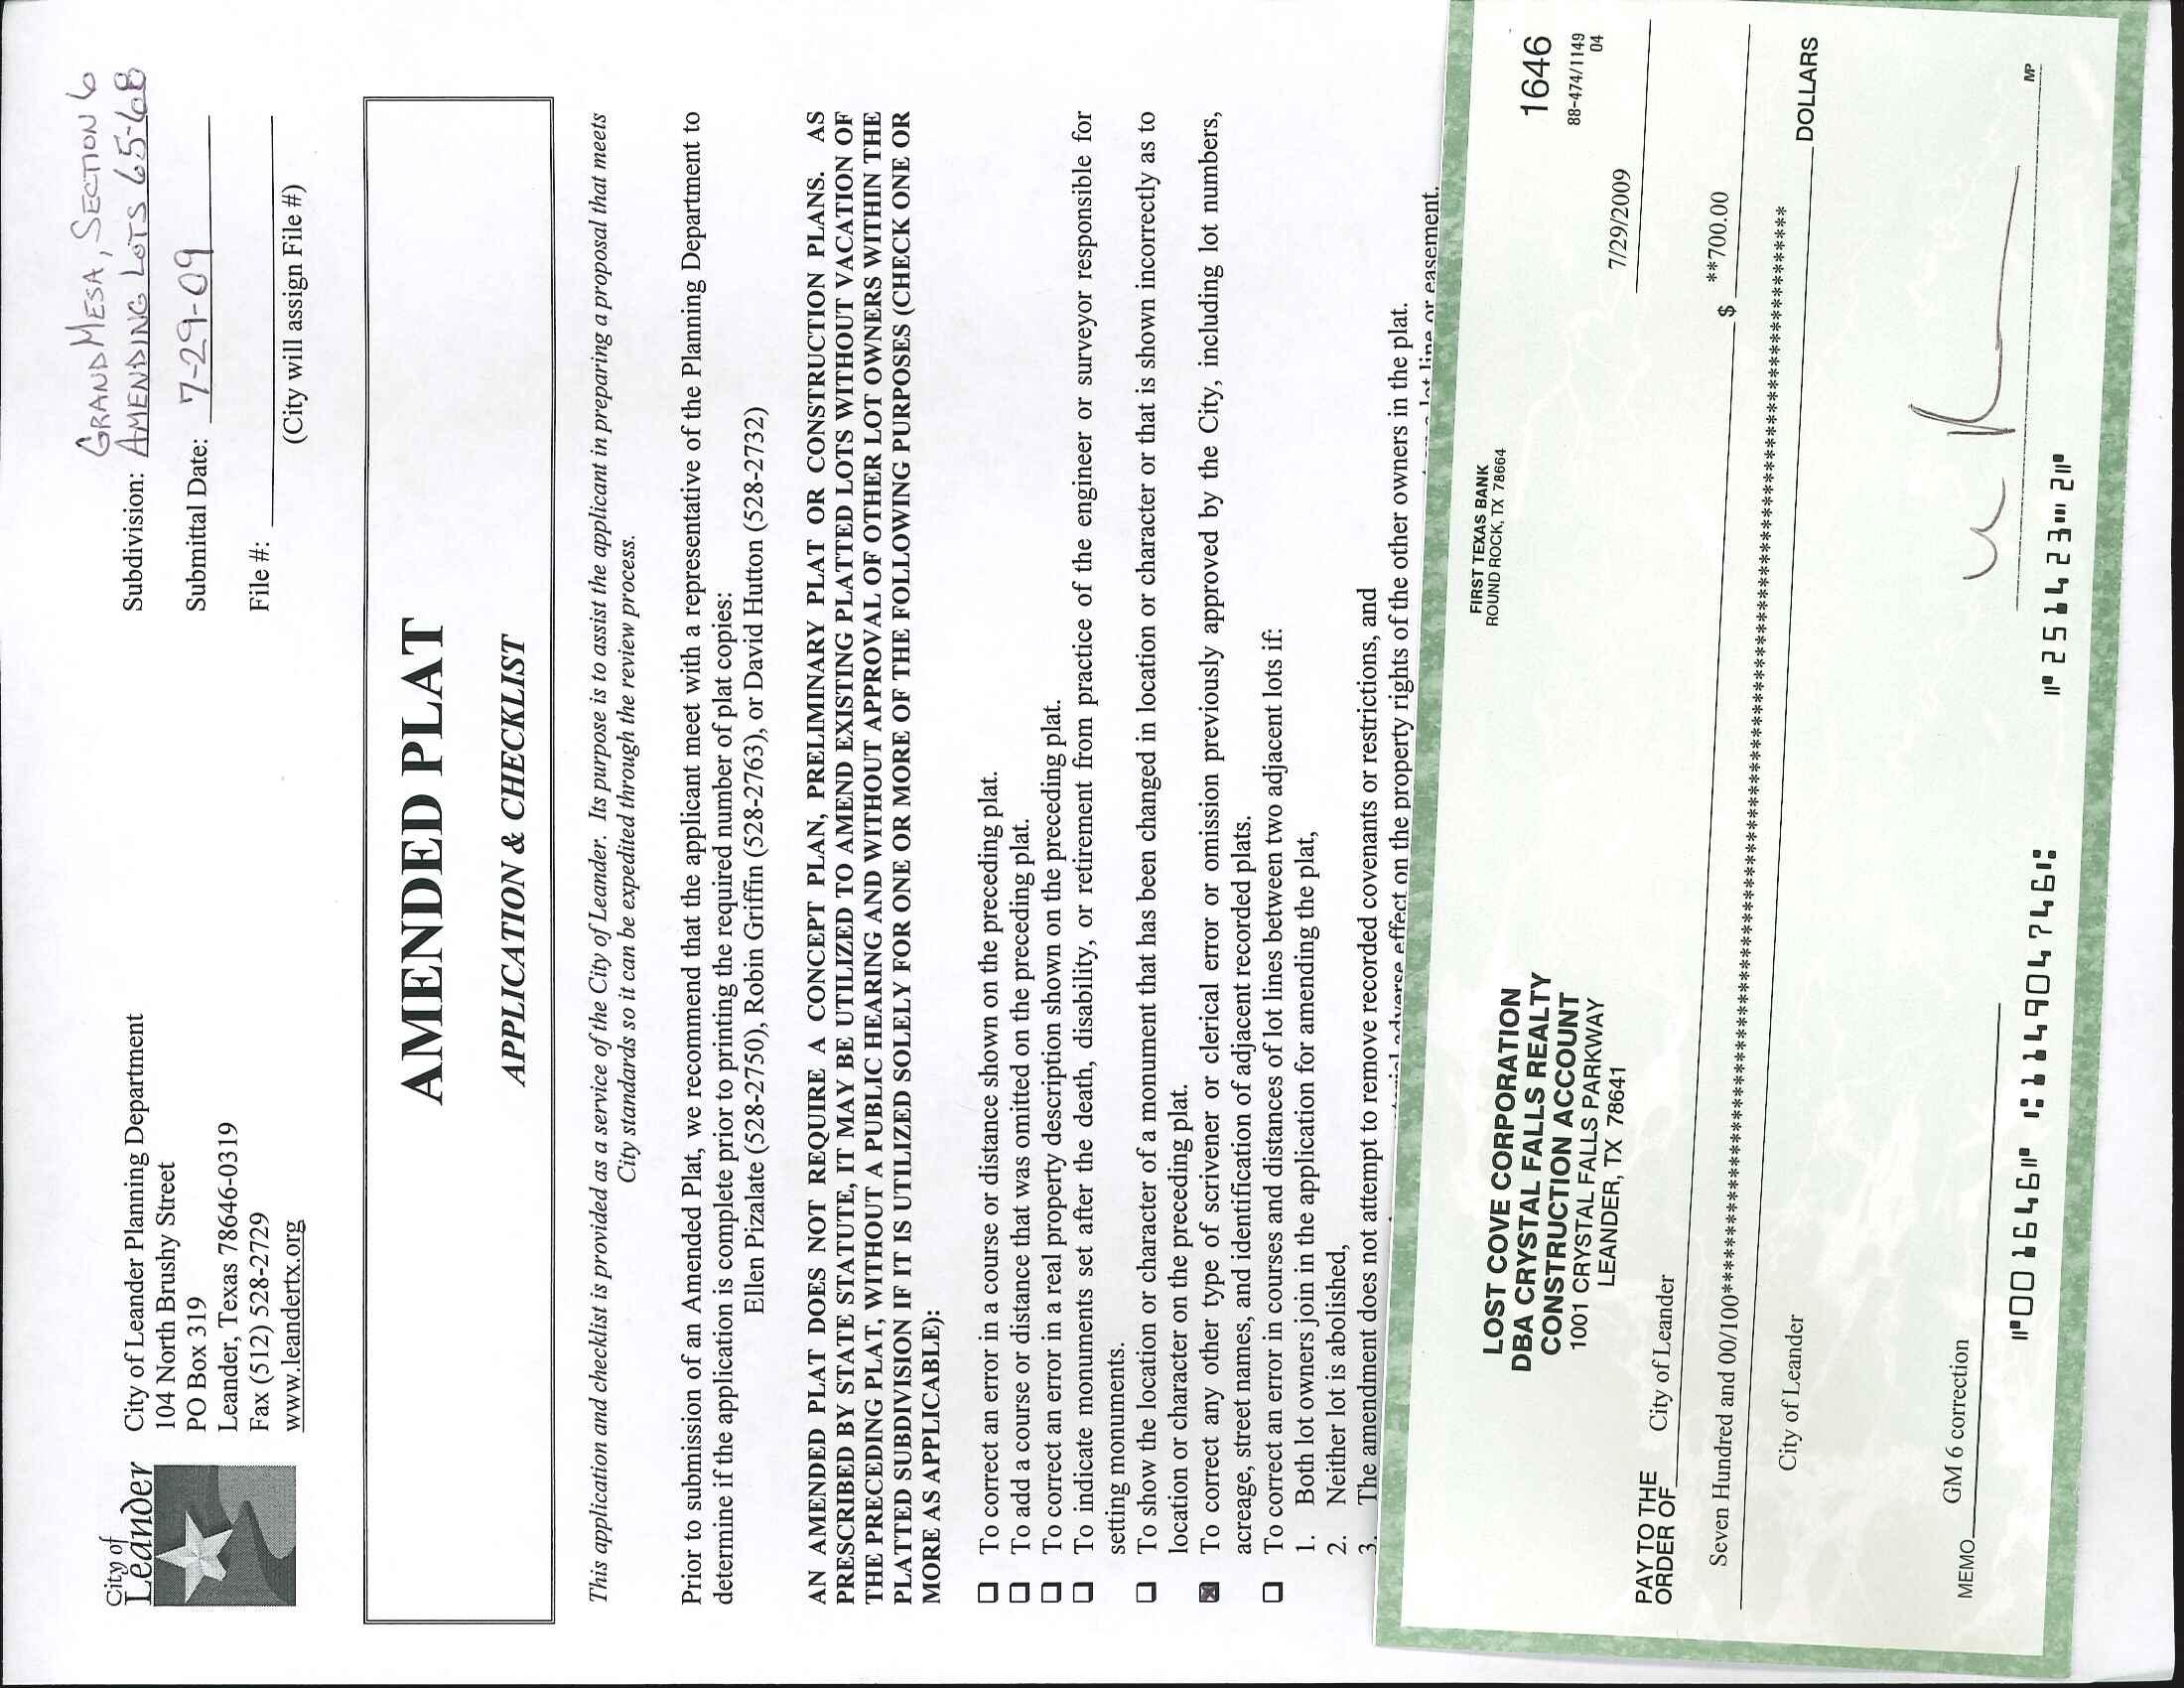 City of
Leander
City of Leander Planning Department
104 North Brushy Street
PO Box 319
Leander, Texas 78646-0319
Fax (512) 528-2729
www.leandertx.org
GRAND MESA, SECTION 6
Subdivision: AMENDING LOTS 65-68
Submittal Date: 7-29-09
File #:
(City will assign File #)
AMENDED PLAT
APPLICATION & CHECKLIST
This application and checklist is provided as a service of the City of Leander. Its purpose is to assist the applicant in preparing a proposal that meets
City standards so it can be expedited through the review process.
Prior to submission of an Amended Plat, we recommend that the applicant meet with a representative of the Planning Department to
determine if the application is complete prior to printing the required number of plat copies:
Ellen Pizalate (528-2750), Robin Griffin (528-2763), or David Hutton (528-2732)
AN AMENDED PLAT DOES NOT REQUIRE A CONCEPT PLAN, PRELIMINARY PLAT OR CONSTRUCTION PLANS. AS
PRESCRIBED BY STATE STATUTE, IT MAY BE UTILIZED TO AMEND EXISTING PLATTED LOTS WITHOUT VACATION OF
THE PRECEDING PLAT, WITHOUT A PUBLIC HEARING AND WITHOUT APPROVAL OF OTHER LOT OWNERS WITHIN THE
PLATTED SUBDIVISION IF IT IS UTILIZED SOLELY FOR ONE OR MORE OF THE FOLLOWING PURPOSES (CHECK ONE OR
MORE AS APPLICABLE):
To correct an error in a course or distance shown on the preceding plat.
To add a course or distance that was omitted on the preceding plat.
To correct an error in a real property description shown on the preceding plat.
To indicate monuments set after the death, disability, or retirement from practice of the engineer or surveyor responsible for
setting monuments.
To show the location or character of a monument that has been changed in location or character or that is shown incorrectly as to
location or character on the preceding plat.
To correct any other type of scrivener or clerical error or omission previously approved by the City, including lot numbers,
acreage, street names, and identification of adjacent recorded plats.
To correct an error in courses and distances of lot lines between two adjacent lots if:
1. Both lot owners join in the application for amending the plat,
2. Neither lot is abolished,
3. The amendment does not attempt to remove recorded covenants or restrictions, and
adverse effect on the property rights of the other owners in the plat.
lot line or easement.
LOST COVE CORPORATION
DBA CRYSTAL FALLS REALTY
CONSTRUCTION ACCOUNT
1001 CRYSTAL FALLS PARKWAY
LEANDER, TX 78641
FIRST TEXAS BANK
ROUND ROCK, TX 78664
1646
88-474/1149
04
7/29/2009
PAY TO THE
ORDER OF City of Leander
$ **700.00
Seven Hundred and 00/100****************************************************************************************** DOLLARS
City of Leander
MEMO GM 6 correction
MP
⑈001646⑈ ⑆114904746⑆ ⑈251423⑉2⑈